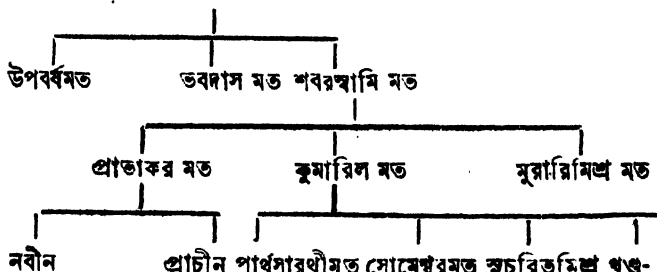 উপবর্ষমত ভবদাস মত শবরস্বামি মত
প্রাভাকর মত কুমারিল মত মুরারিমিশ্র মত
নবীন প্রাচীন পার্থসারথীমত সোমেশ্বরমত সুচরিতমিশ্র খণ্ড-